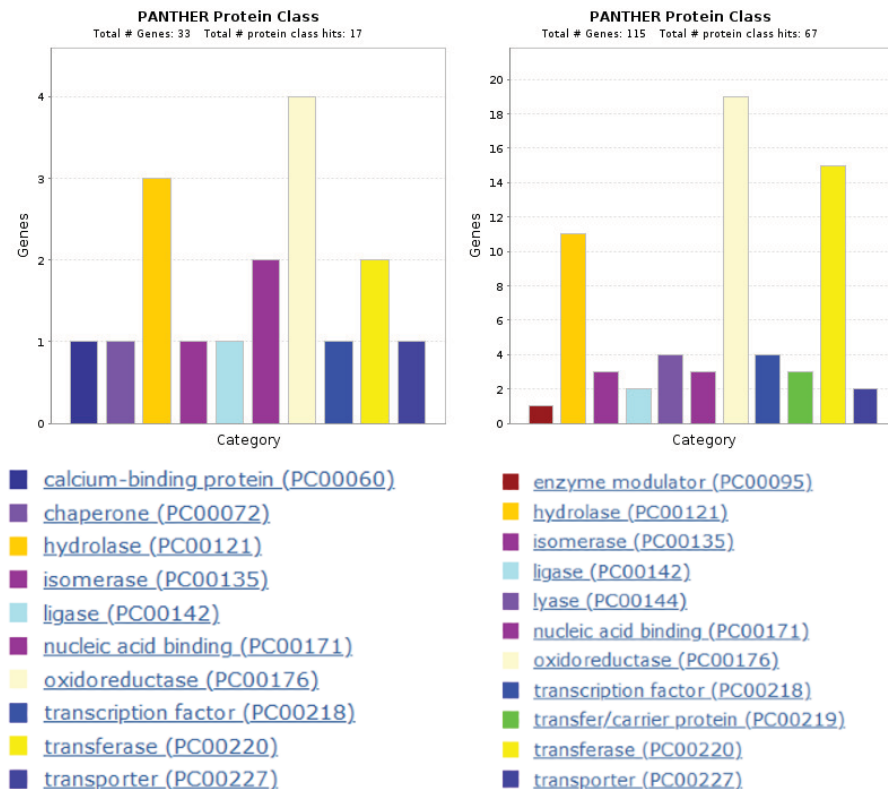 PANTHER Protein Class
Total # Genes: 33 Total # protein class hits: 17
4
3
2
1
0
Genes
Category
calcium-binding protein (PC00060)
chaperone (PC00072)
hydrolase (PC00121)
isomerase (PC00135)
ligase (PC00142)
nucleic acid binding (PC00171)
oxidoreductase (PC00176)
transcription factor (PC00218)
transferase (PC00220)
transporter (PC00227)
PANTHER Protein Class
Total # Genes: 115 Total # protein class hits: 67
20
18
16
14
12
10
8
6
4
2
0
Genes
Category
enzyme modulator (PC00095)
hydrolase (PC00121)
isomerase (PC00135)
ligase (PC00142)
lyase (PC00144)
nucleic acid binding (PC00171)
oxidoreductase (PC00176)
transcription factor (PC00218)
transfer/carrier protein (PC00219)
transferase (PC00220)
transporter (PC00227)